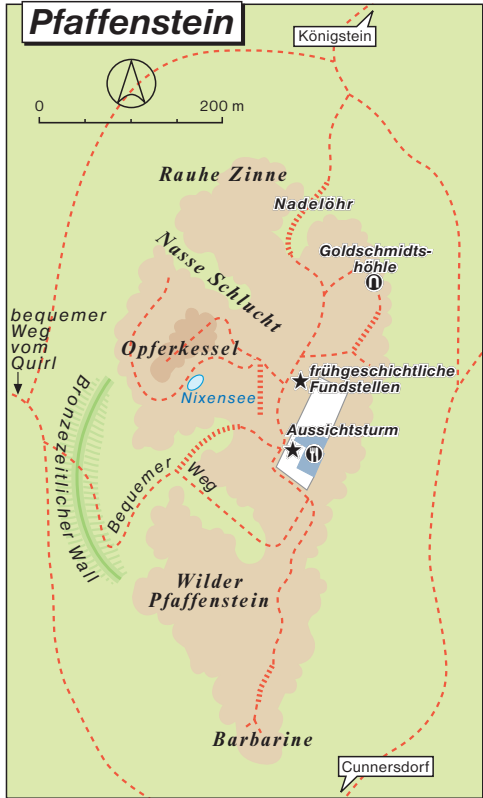 Pfaffenstein
Königstein
0 200 m
Rauhe Zinne
Nadelöhr
Goldschmidts-
höhle
Nasse Schlucht
bequemer
Weg
vom
Quirl
Opferkessel
frühgeschichtliche
Fundstellen
Nixensee
Bronzezeitlicher Wall
Aussichtsturm
Bequemer Weg
Wilder
Pfaffenstein
Barbarine
Cunnersdorf